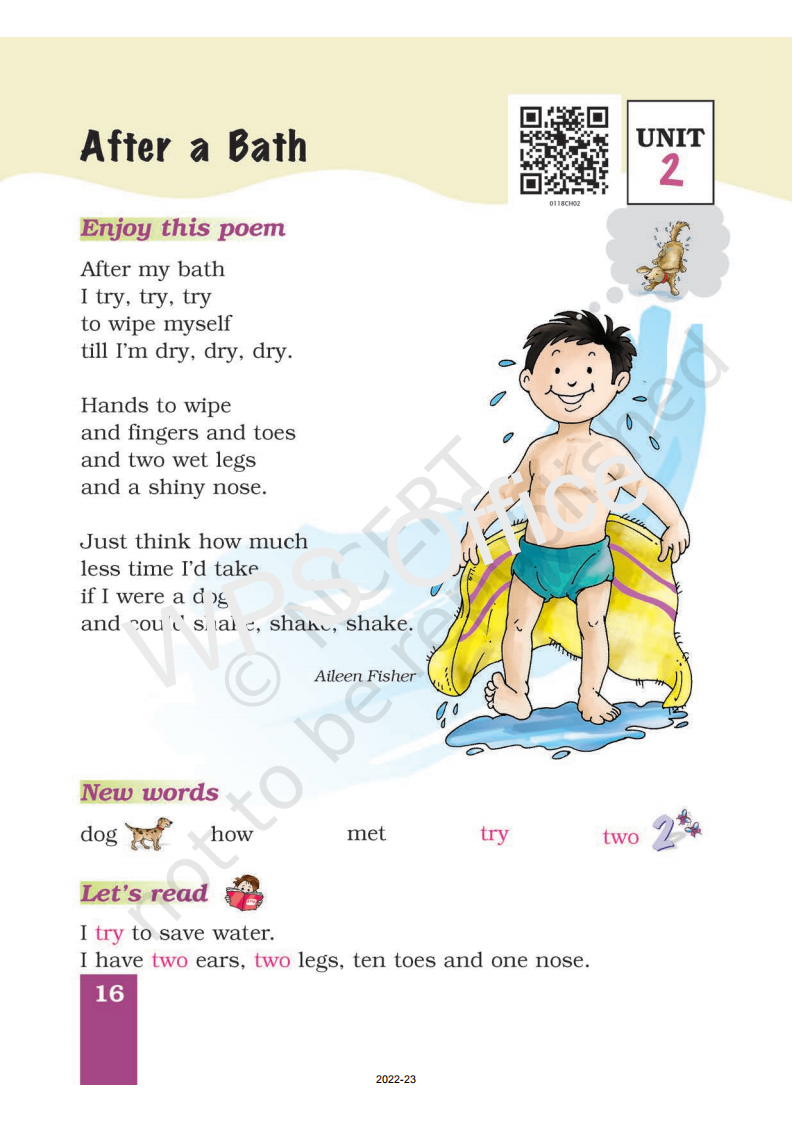 After a Bath
0118CH02
UNIT
2
Enjoy this poem
After my bath
I try, try, try
to wipe myself
till I'm dry, dry, dry.
Hands to wipe
and fingers and toes
and two wet legs
and a shiny nose.
Just think how much
less time I'd take
if I were a dog
and could shake, shake, shake.
Aileen Fisher
New words
dog how met try two 2
Let's read
I try to save water.
I have two ears, two legs, ten toes and one nose.
16
2022-23
© NCERT
not to be republished
WPS Office